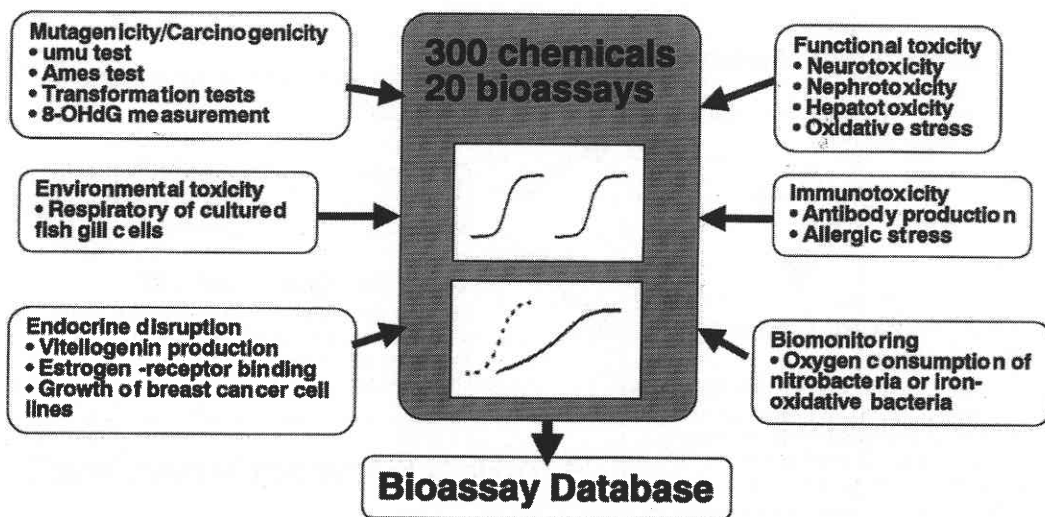 Mutagenicity/Carcinogenicity
• umu test
• Ames test
• Transformation tests
• 8-OHdG measurement
Environmental toxicity
• Respiratory of cultured
fish gill cells
Endocrine disruption
• Vitellogenin production
• Estrogen -receptor binding
• Growth of breast cancer cell
lines
300 chemicals
20 bioassays
Functional toxicity
• Neurotoxicity
• Nephrotoxicity
• Hepatotoxicity
• Oxidative stress
Immunotoxicity
• Antibody production
• Allergic stress
Biomonitoring
• Oxygen consumption of
nitrobacteria or iron-
oxidative bacteria
Bioassay Database